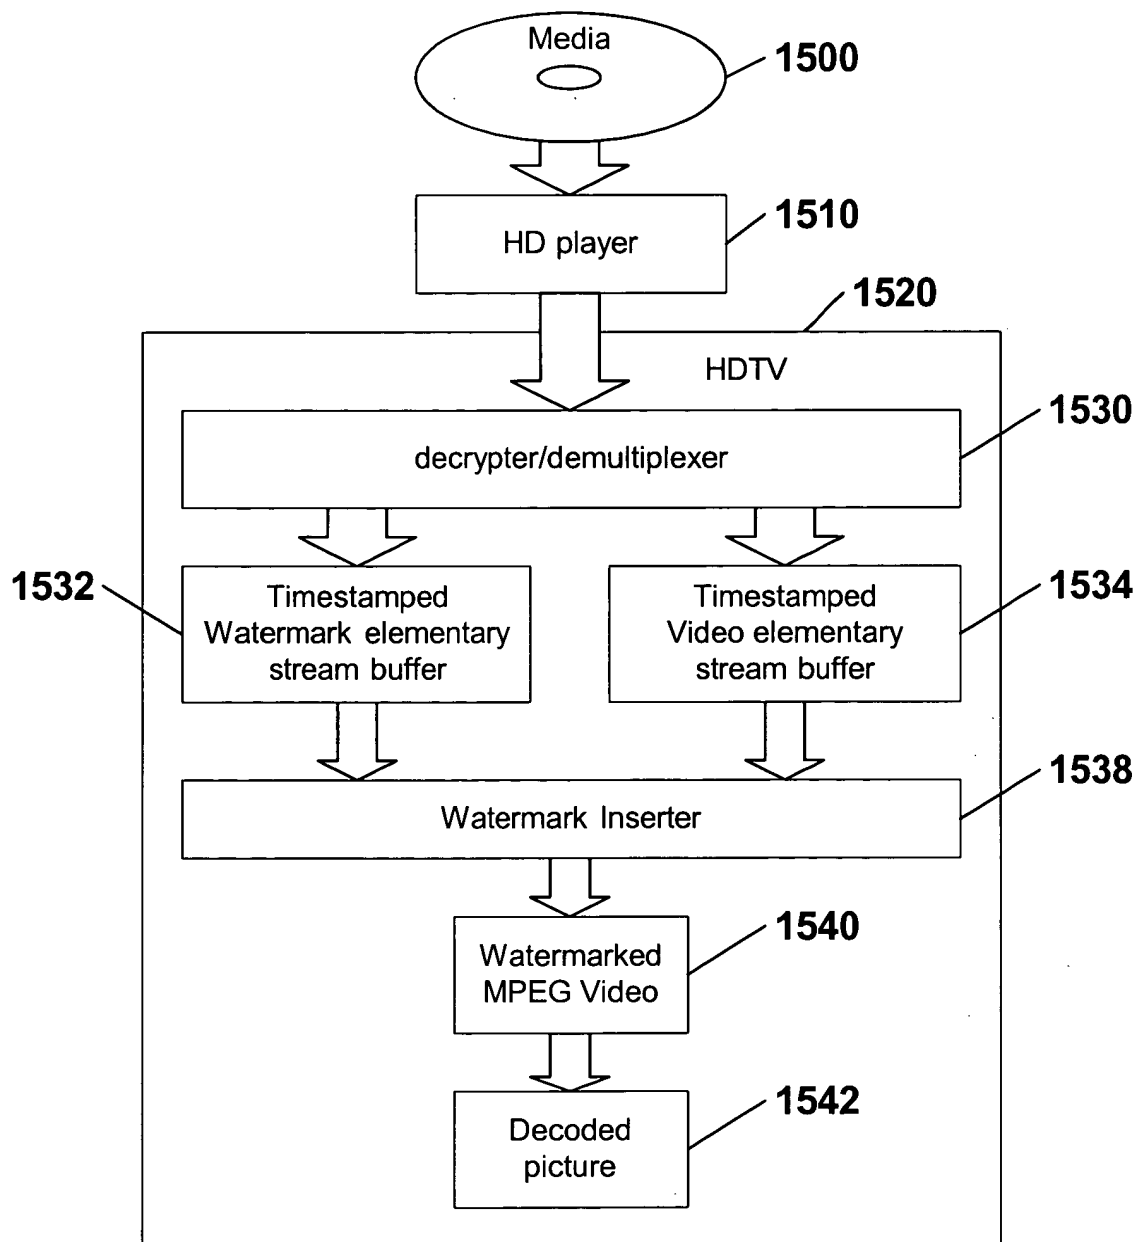 Media
1500
HD player
1510
1520
HDTV
decrypter/demultiplexer
1530
1532
Timestamped
Watermark elementary
stream buffer
Timestamped
Video elementary
stream buffer
1534
Watermark Inserter
1538
Watermarked
MPEG Video
1540
Decoded
picture
1542